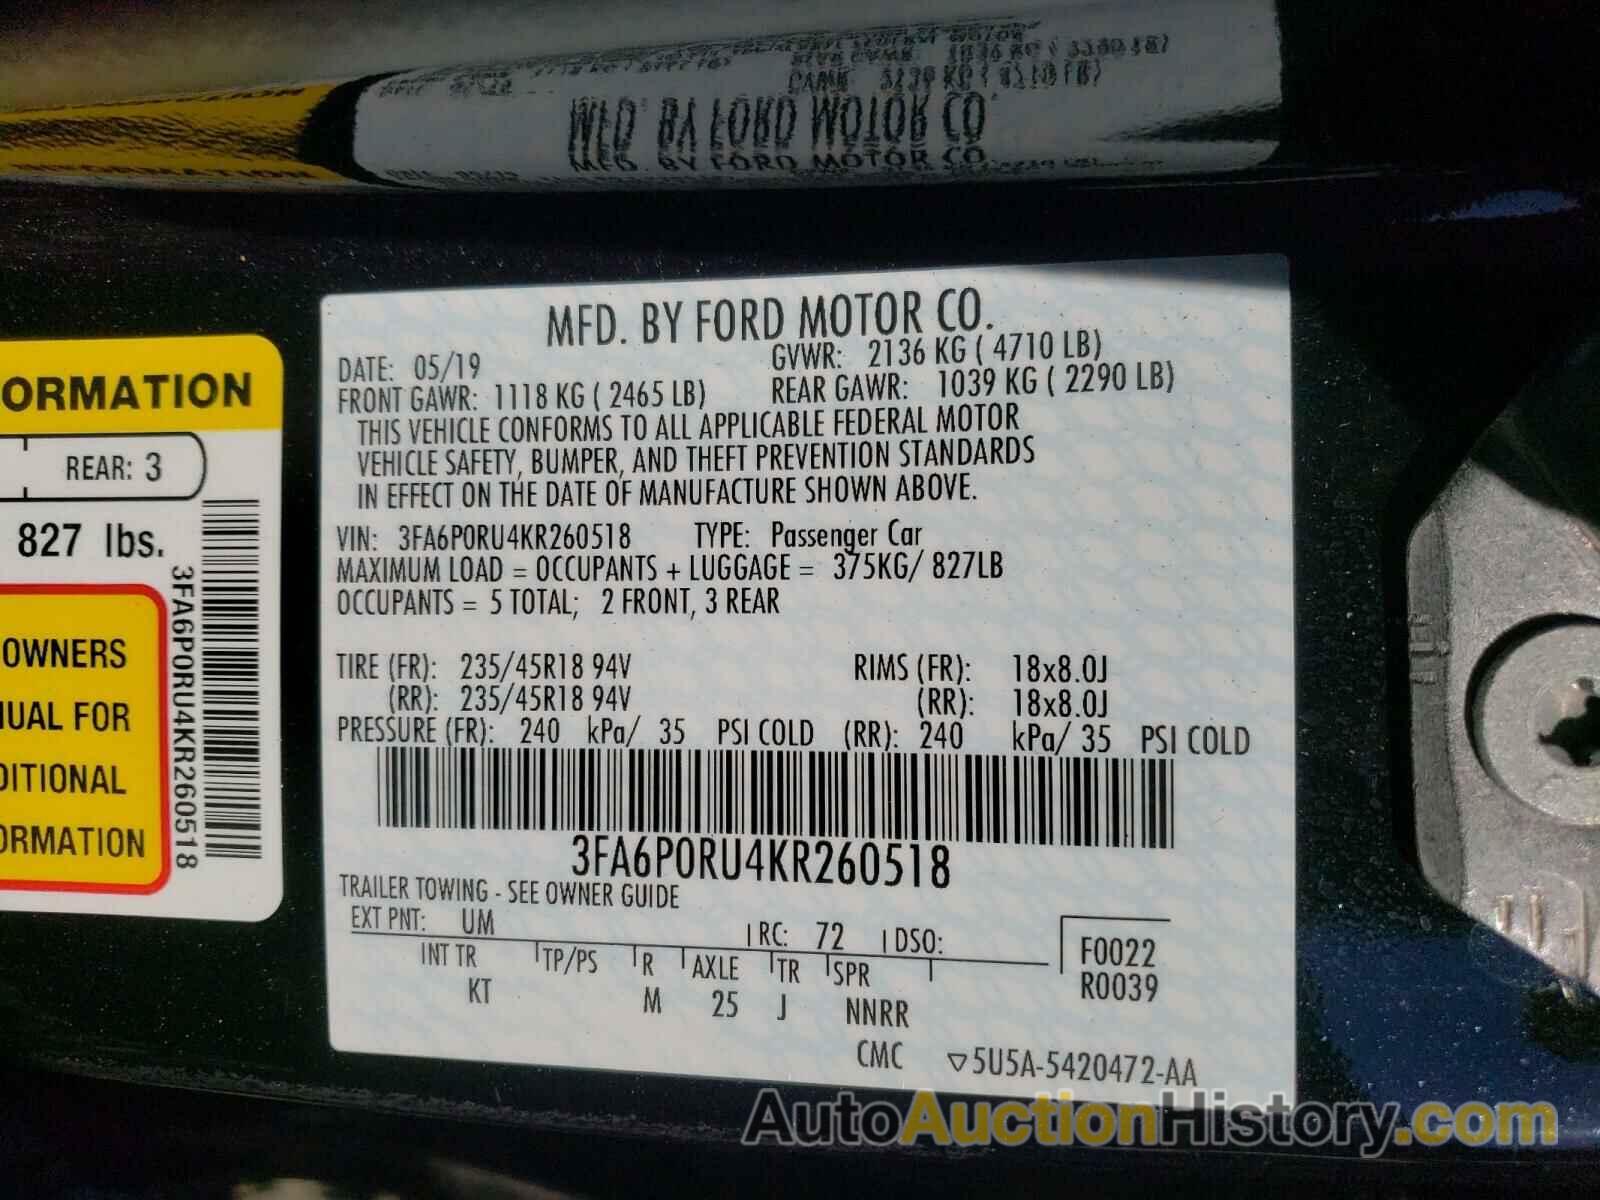 MFD. BY FORD MOTOR CO.
MFD. BY FORD MOTOR CO.
DATE: 05/19 GVWR: 2136 KG ( 4710 LB)
FRONT GAWR: 1118 KG ( 2465 LB) REAR GAWR: 1039 KG ( 2290 LB)
THIS VEHICLE CONFORMS TO ALL APPLICABLE FEDERAL MOTOR
VEHICLE SAFETY, BUMPER, AND THEFT PREVENTION STANDARDS
IN EFFECT ON THE DATE OF MANUFACTURE SHOWN ABOVE.
VIN: 3FA6P0RU4KR260518 TYPE: Passenger Car
MAXIMUM LOAD = OCCUPANTS + LUGGAGE = 375KG/ 827LB
OCCUPANTS = 5 TOTAL; 2 FRONT, 3 REAR
TIRE (FR): 235/45R18 94V RIMS (FR): 18x8.0J
(RR): 235/45R18 94V (RR): 18x8.0J
PRESSURE (FR): 240 kPa/ 35 PSI COLD (RR): 240 kPa/ 35 PSI COLD
3FA6P0RU4KR260518
TRAILER TOWING - SEE OWNER GUIDE
EXT PNT: UM RC: 72 DSO:
INT TR TP/PS R AXLE TR SPR
KT M 25 J NNRR
F0022
R0039
CMC ▽5U5A-5420472-AA
ORMATION
REAR: 3
827 lbs.
3FA6P0RU4KR260518
OWNERS
NUAL FOR
DITIONAL
ORMATION
AutoAuctionHistory.com